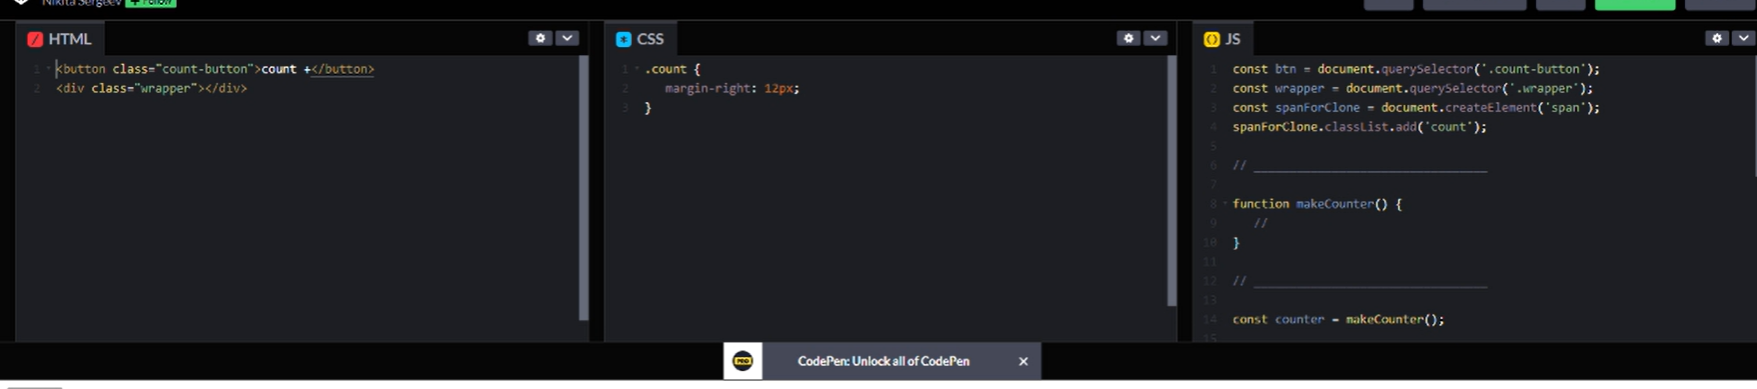 Nikita Sergeev + Follow
HTML
1 <button class="count-button">count +</button>
2 <div class="wrapper"></div>
CSS
1 .count {
2 margin-right: 12px;
3 }
JS
1 const btn = document.querySelector('.count-button');
2 const wrapper = document.querySelector('.wrapper');
3 const spanForClone = document.createElement('span');
4 spanForClone.classList.add('count');
5
6 // ______________________________
7
8 function makeCounter() {
9 //
10 }
11
12 // ______________________________
13
14 const counter = makeCounter();
15
PRO
CodePen: Unlock all of CodePen